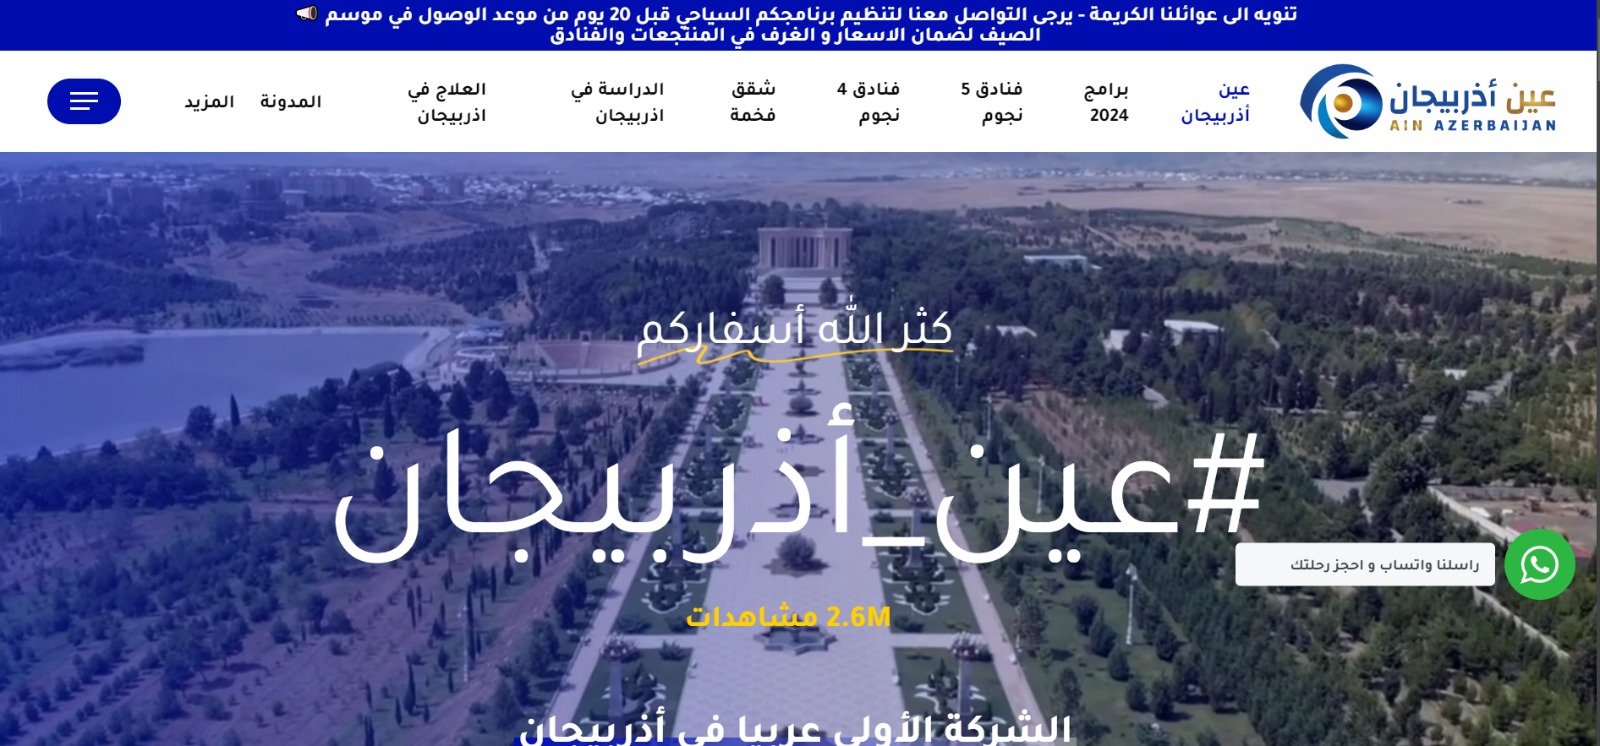 تنويه الى عوائلنا الكريمة - يرجى التواصل معنا لتنظيم برنامجكم السياحي قبل 20 يوم من موعد الوصول في موسم
الصيف لضمان الاسعار و الغرف في المنتجعات والفنادق
عين أذربيجان
AIN AZERBAIJAN
عين
أذربيجان
برامج
2024
فنادق 5
نجوم
فنادق 4
نجوم
شقق
فخمة
الدراسة في
اذربيجان
العلاج في
اذربيجان
المدونة
المزيد
كثر الله أسفاركم
#عين_أذربيجان
2.6M مشاهدات
راسلنا واتساب و احجز رحلتك
الشركة الأولى عربيا في أذربيجان